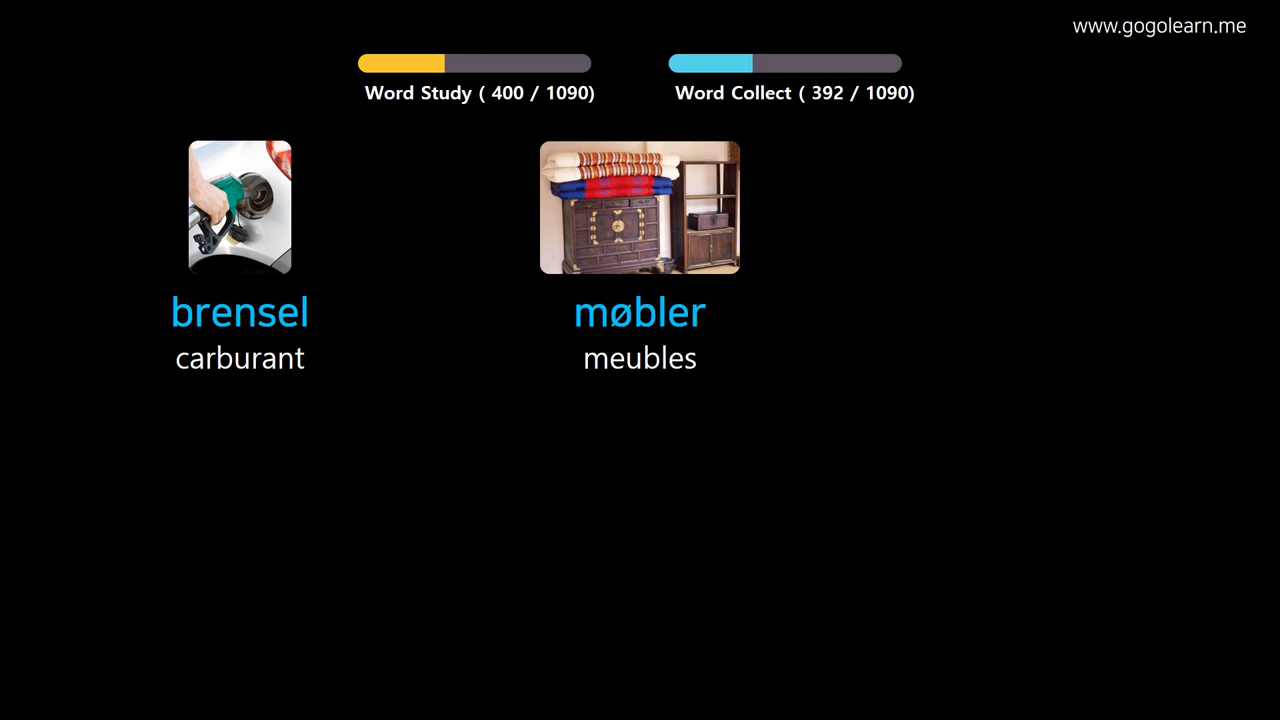 www.gogolearn.me
Word Study ( 400 / 1090)
Word Collect ( 392 / 1090)
brensel
carburant
møbler
meubles